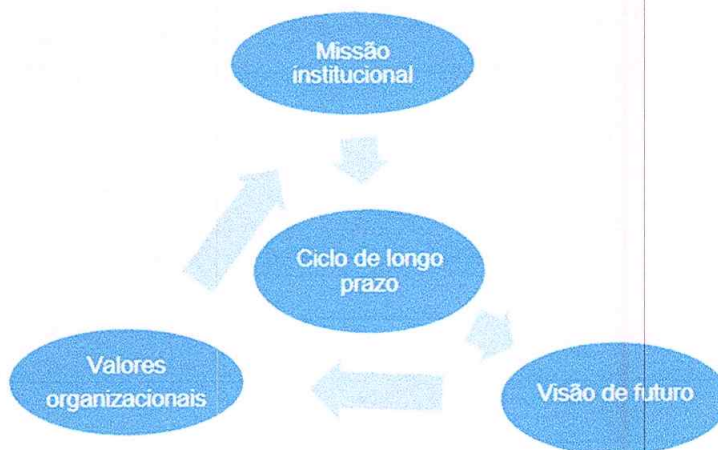 Missão
institucional
Ciclo de longo
prazo
Valores
organizacionais
Visão de futuro